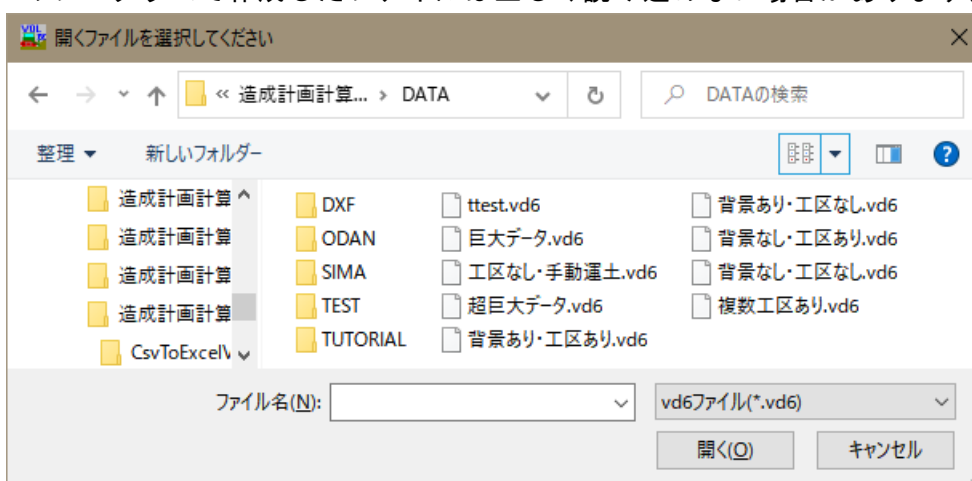 開くファイルを選択してください
« 造成計画計算... › DATA
DATAの検索
整理
新しいフォルダー
造成計画計算
造成計画計算
造成計画計算
造成計画計算
CsvToExcelV
DXF
ODAN
SIMA
TEST
TUTORIAL
ttest.vd6
巨大データ.vd6
工区なし・手動運土.vd6
超巨大データ.vd6
背景あり・工区あり.vd6
背景あり・工区なし.vd6
背景なし・工区あり.vd6
背景なし・工区なし.vd6
複数工区あり.vd6
ファイル名(N):
vd6ファイル(*.vd6)
開く(O)
キャンセル